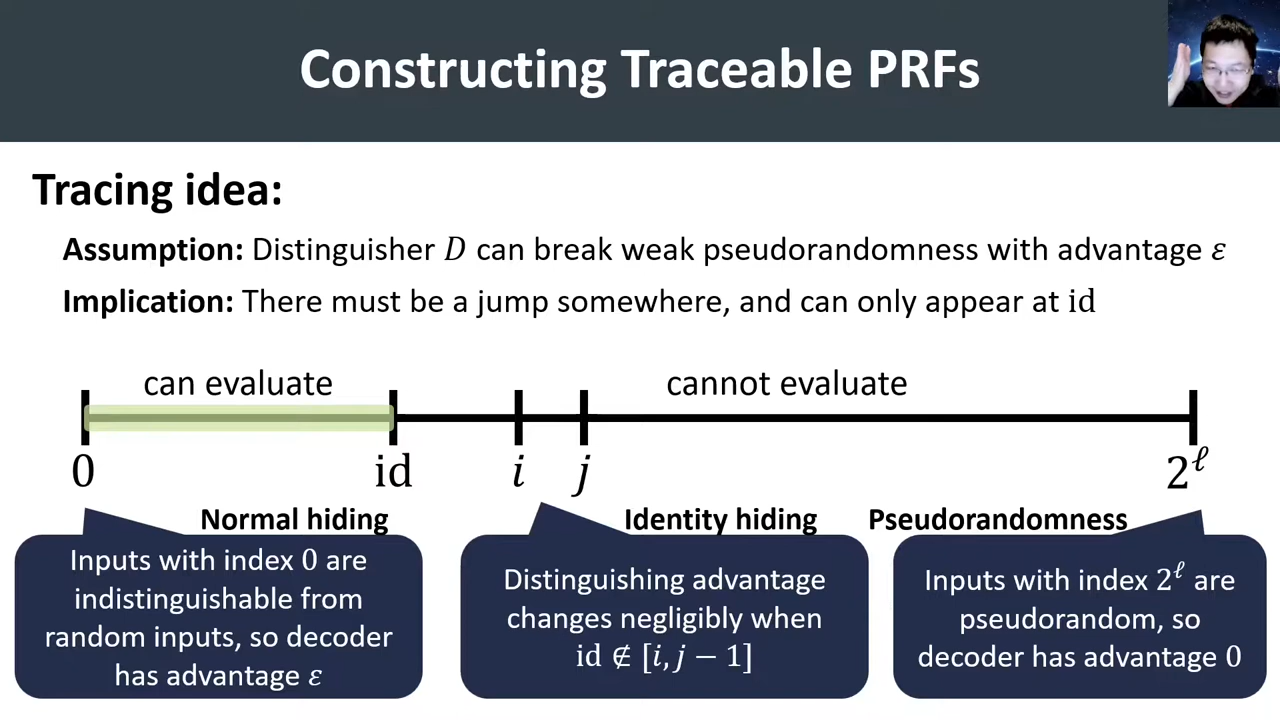 Constructing Traceable PRFs
Tracing idea:
Assumption: Distinguisher D can break weak pseudorandomness with advantage ε
Implication: There must be a jump somewhere, and can only appear at id
can evaluate
cannot evaluate
0
id
i
j
2^ℓ
Normal hiding
Identity hiding
Pseudorandomness
Inputs with index 0 are
indistinguishable from
random inputs, so decoder
has advantage ε
Distinguishing advantage
changes negligibly when
id ∉ [i, j − 1]
Inputs with index 2^ℓ are
pseudorandom, so
decoder has advantage 0